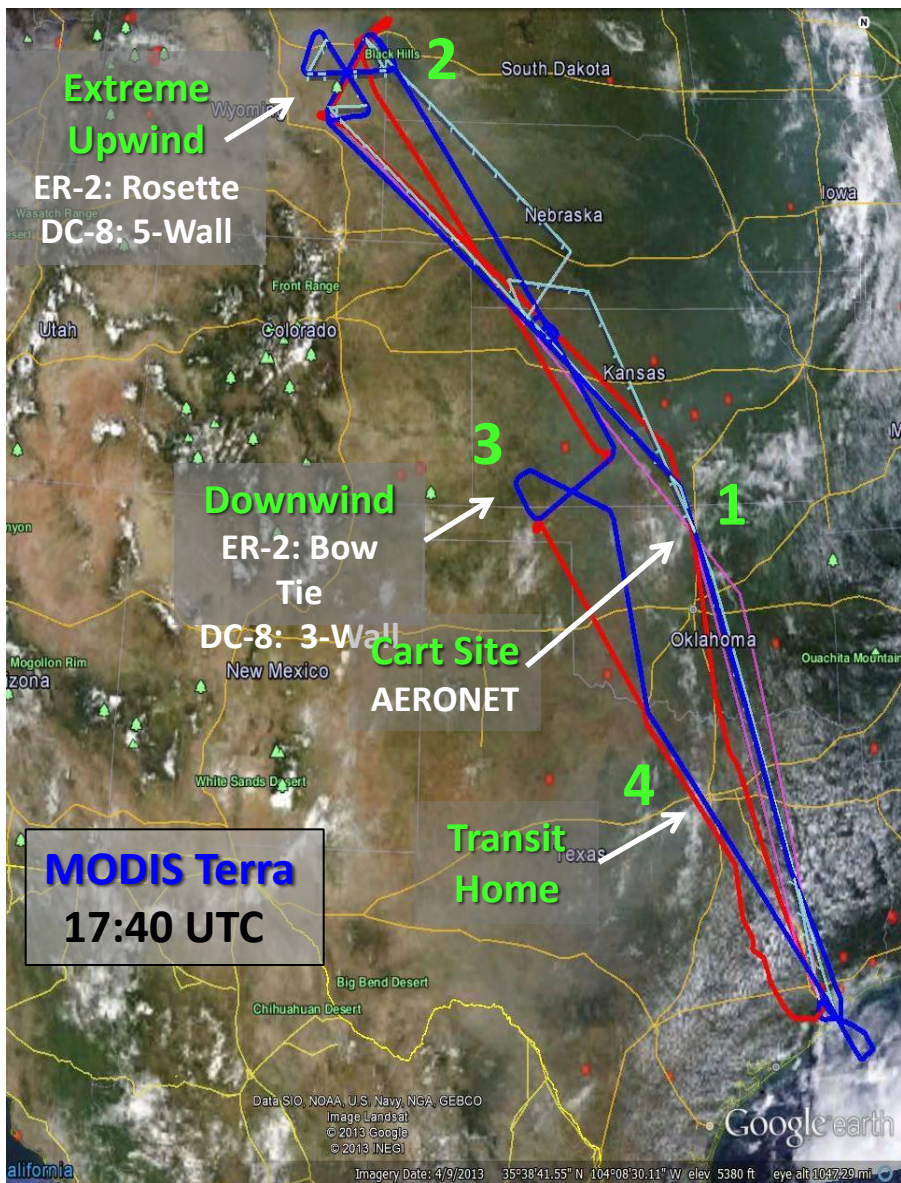 N
2
Black Hills
South Dakota
Extreme
Upwind
Wyoming
ER-2: Rosette
DC-8: 5-Wall
Iowa
Wasatch Range
Nebraska
Front Range
Utah
Colorado
Kansas
3
Downwind
1
ER-2: Bow
Tie
DC-8: 3-Wall
Cart Site
AERONET
Oklahoma
Mogollon Rim
izona
New Mexico
Ouachita Mountain
White Sands Desert
4
Transit
Home
Texas
MODIS Terra
17:40 UTC
Big Bend Desert
Chihuahuan Desert
Data SIO, NOAA, U.S. Navy, NGA, GEBCO
Image Landsat
© 2013 Google
© 2013 INEGI
Google earth
alifornia
Imagery Date: 4/9/2013 35°38'41.55" N 104°08'30.11" W elev 5380 ft eye alt 1047.29 mi